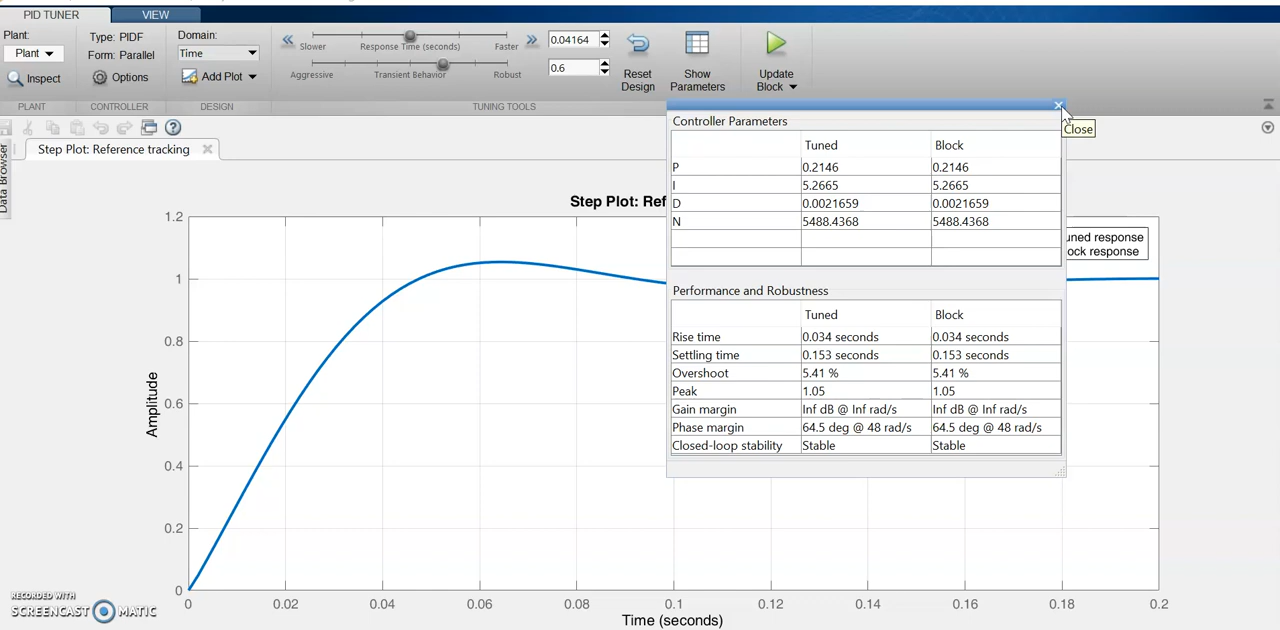 PID TUNER
VIEW
Plant:
Plant
Inspect
PLANT
Type: PIDF
Form: Parallel
Options
CONTROLLER
Domain:
Time
Add Plot
DESIGN
Slower
Response Time (seconds)
Faster
0.04164
Aggressive
Transient Behavior
Robust
0.6
TUNING TOOLS
Reset
Design
Show
Parameters
Update
Block
Data Browser
Step Plot: Reference tracking
Close
Controller Parameters
Tuned Block
P 0.2146 0.2146
I 5.2665 5.2665
D 0.0021659 0.0021659
N 5488.4368 5488.4368
Performance and Robustness
Tuned Block
Rise time 0.034 seconds 0.034 seconds
Settling time 0.153 seconds 0.153 seconds
Overshoot 5.41 % 5.41 %
Peak 1.05 1.05
Gain margin Inf dB @ Inf rad/s Inf dB @ Inf rad/s
Phase margin 64.5 deg @ 48 rad/s 64.5 deg @ 48 rad/s
Closed-loop stability Stable Stable
Step Plot: Ref
uned response
ock response
Amplitude
1.2
1
0.8
0.6
0.4
0.2
0
0 0.02 0.04 0.06 0.08 0.1 0.12 0.14 0.16 0.18 0.2
Time (seconds)
RECORDED WITH
SCREENCAST MATIC